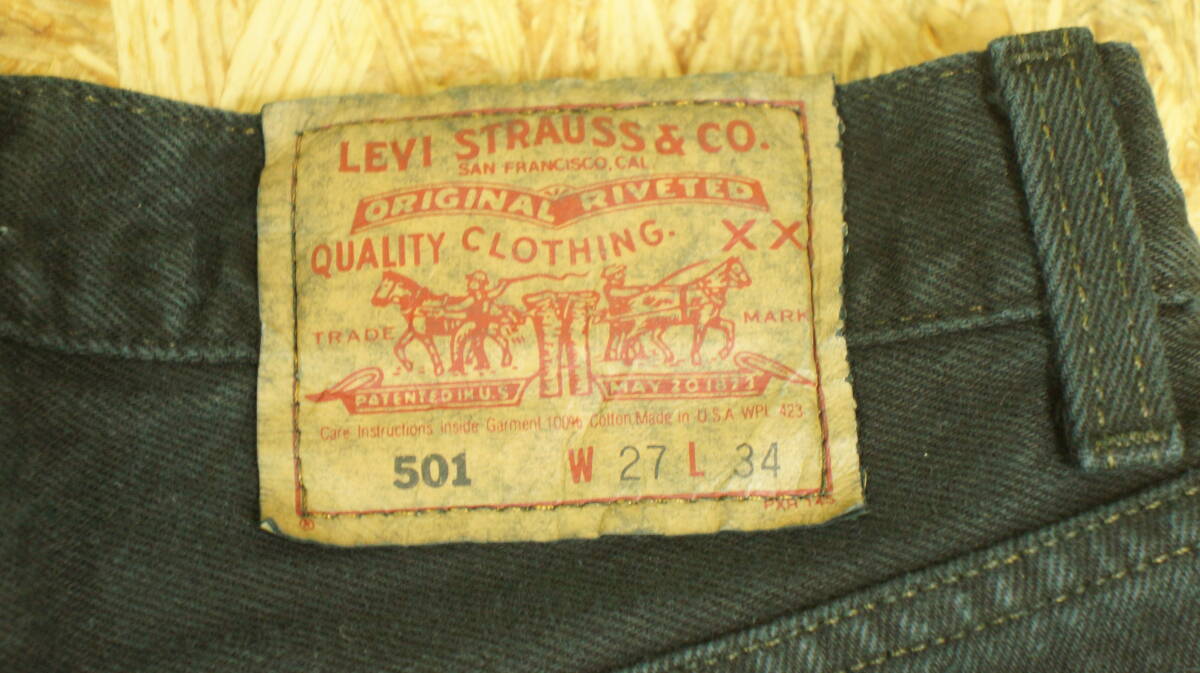 LEVI STRAUSS & CO.
SAN FRANCISCO, CAL
ORIGINAL RIVETED
QUALITY CLOTHING. XX
TRADE MARK
PATENTED IN U.S MAY 20 1873
Care Instructions Inside Garment 100% Cotton Made in U.S.A WPL 423
501 W 27 L 34
®